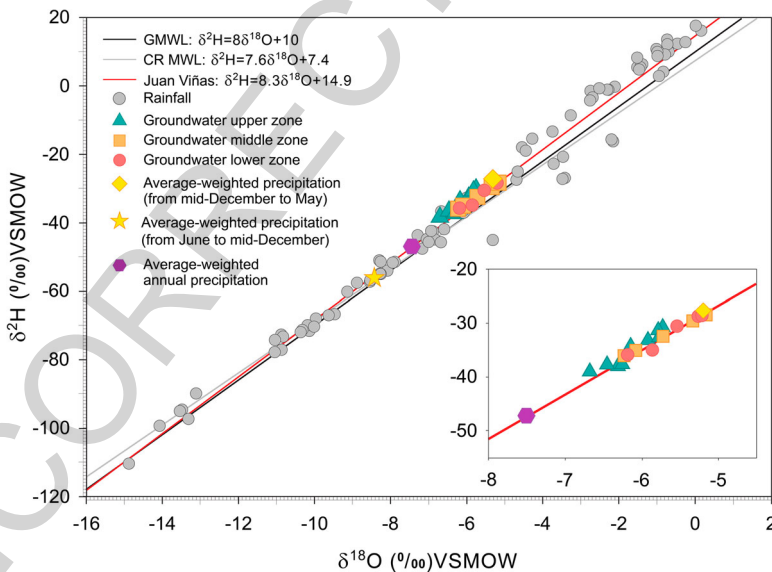 GMWL: δ²H=8δ¹⁸O+10
CR MWL: δ²H=7.6δ¹⁸O+7.4
Juan Viñas: δ²H=8.3δ¹⁸O+14.9
Rainfall
Groundwater upper zone
Groundwater middle zone
Groundwater lower zone
Average-weighted precipitation
(from mid-December to May)
Average-weighted precipitation
(from June to mid-December)
Average-weighted
annual precipitation
δ²H (⁰/₀₀)VSMOW
20
0
-20
-40
-60
-80
-100
-120
-16
-14
-12
-10
-8
-6
-4
-2
0
2
δ¹⁸O (⁰/₀₀)VSMOW
-20
-30
-40
-50
-8
-7
-6
-5
CORRECT